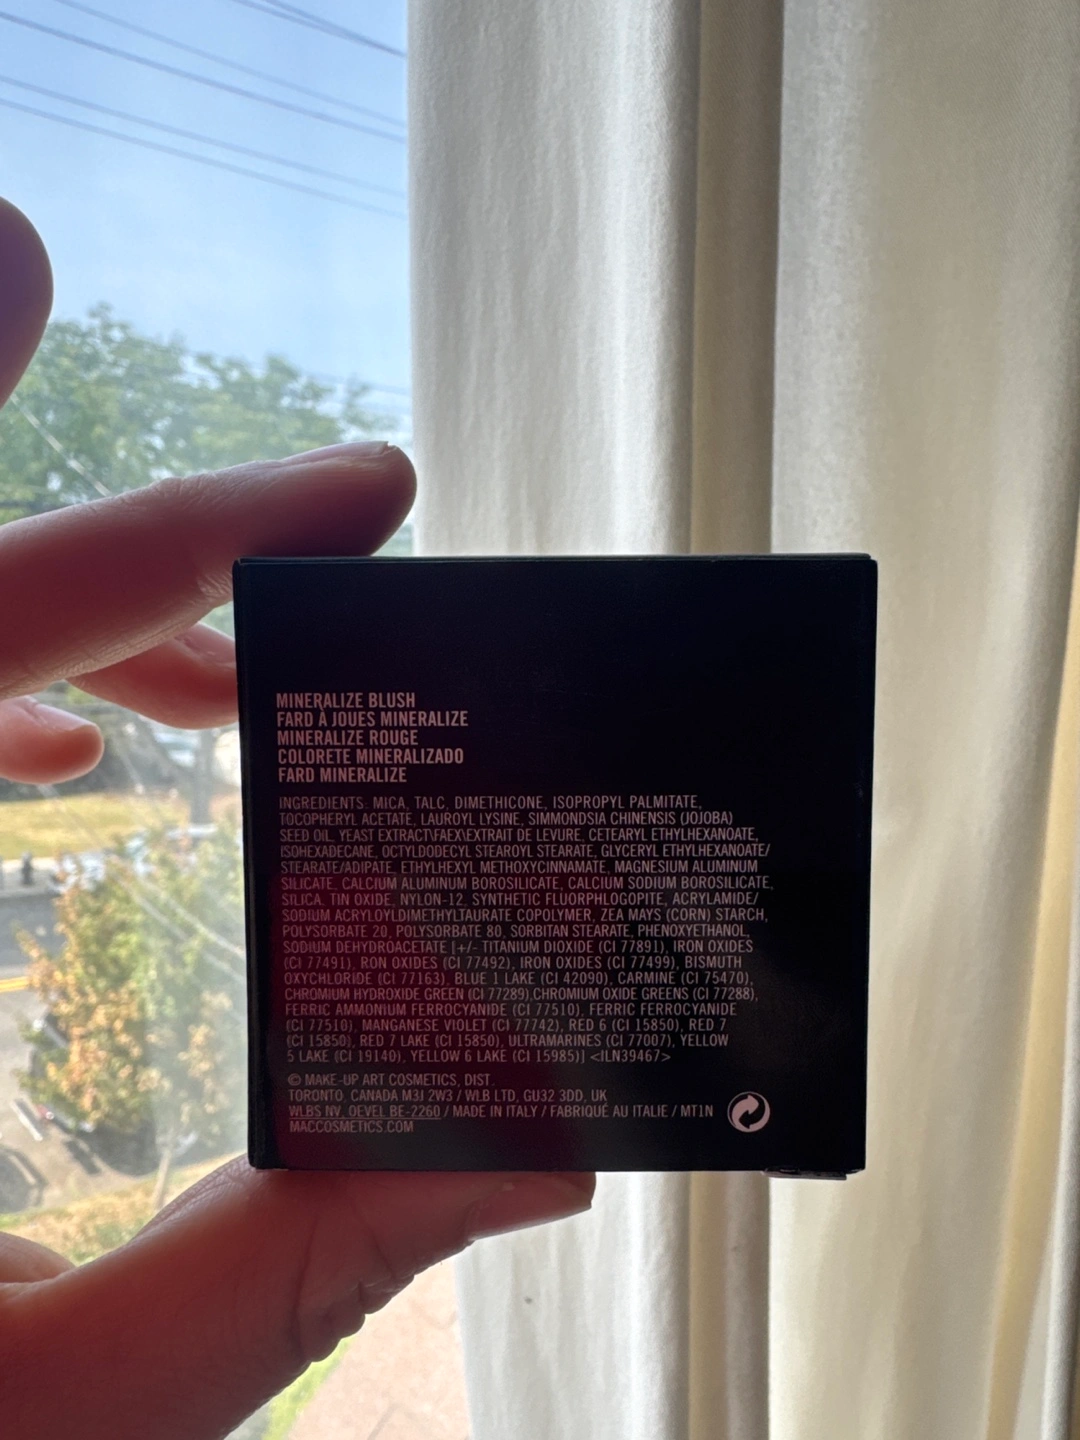 MINERALIZE BLUSH
FARD À JOUES MINERALIZE
MINERALIZE ROUGE
COLORETE MINERALIZADO
FARD MINERALIZE
INGREDIENTS: MICA, TALC, DIMETHICONE, ISOPROPYL PALMITATE,
TOCOPHERYL ACETATE, LAUROYL LYSINE, SIMMONDSIA CHINENSIS (JOJOBA)
SEED OIL, YEAST EXTRACT\FAEX\EXTRAIT DE LEVURE, CETEARYL ETHYLHEXANOATE,
ISOHEXADECANE, OCTYLDODECYL STEAROYL STEARATE, GLYCERYL ETHYLHEXANOATE/
STEARATE/ADIPATE, ETHYLHEXYL METHOXYCINNAMATE, MAGNESIUM ALUMINUM
SILICATE, CALCIUM ALUMINUM BOROSILICATE, CALCIUM SODIUM BOROSILICATE,
SILICA, TIN OXIDE, NYLON-12, SYNTHETIC FLUORPHLOGOPITE, ACRYLAMIDE/
SODIUM ACRYLOYLDIMETHYLTAURATE COPOLYMER, ZEA MAYS (CORN) STARCH,
POLYSORBATE 20, POLYSORBATE 80, SORBITAN STEARATE, PHENOXYETHANOL,
SODIUM DEHYDROACETATE [+/- TITANIUM DIOXIDE (CI 77891), IRON OXIDES
(CI 77491), RON OXIDES (CI 77492), IRON OXIDES (CI 77499), BISMUTH
OXYCHLORIDE (CI 77163), BLUE 1 LAKE (CI 42090), CARMINE (CI 75470),
CHROMIUM HYDROXIDE GREEN (CI 77289),CHROMIUM OXIDE GREENS (CI 77288),
FERRIC AMMONIUM FERROCYANIDE (CI 77510), FERRIC FERROCYANIDE
(CI 77510), MANGANESE VIOLET (CI 77742), RED 6 (CI 15850), RED 7
(CI 15850), RED 7 LAKE (CI 15850), ULTRAMARINES (CI 77007), YELLOW
5 LAKE (CI 19140), YELLOW 6 LAKE (CI 15985)] <ILN39467>
© MAKE-UP ART COSMETICS, DIST.
TORONTO, CANADA M3J 2W3 / WLB LTD, GU32 3DD, UK
WLBS NV, OEVEL BE-2260 / MADE IN ITALY / FABRIQUÉ AU ITALIE / MT1N
MACCOSMETICS.COM